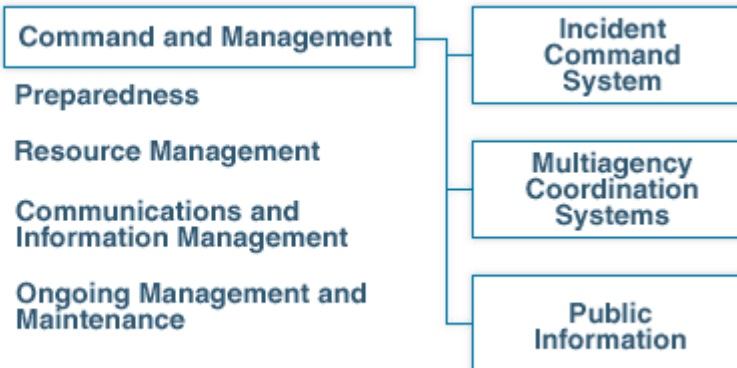 Command and Management
Preparedness
Resource Management
Communications and
Information Management
Ongoing Management and
Maintenance
Incident
Command
System
Multiagency
Coordination
Systems
Public
Information